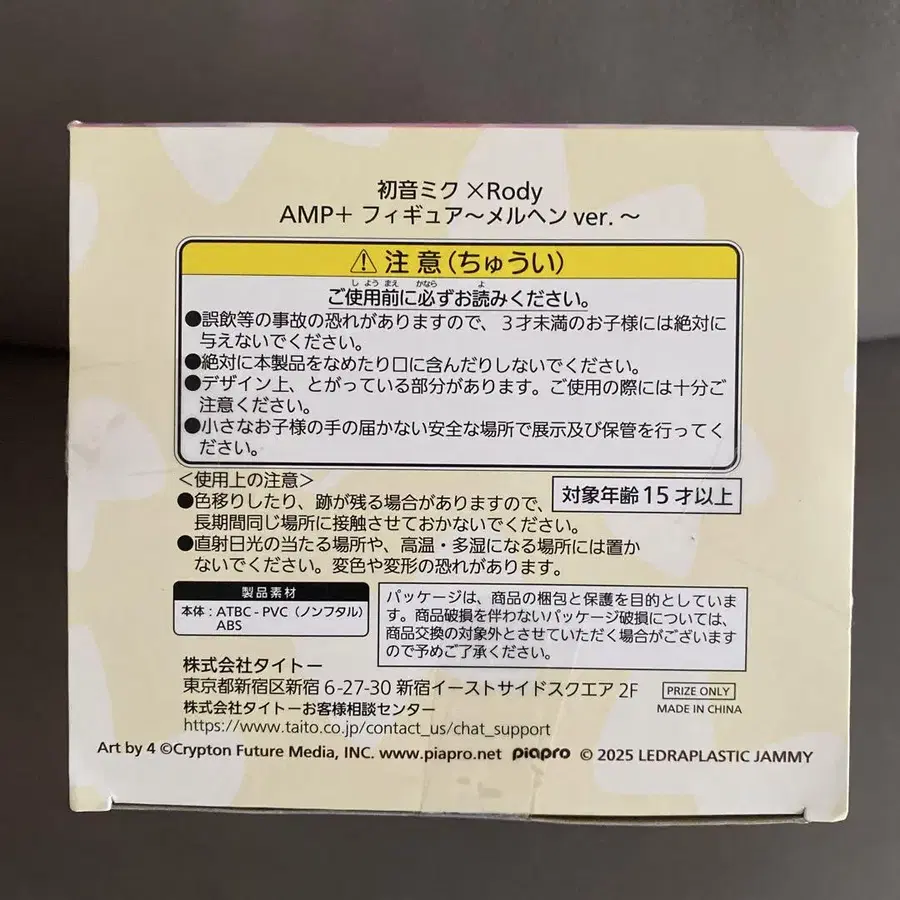 初音ミク×Rody
AMP+ フィギュア〜メルヘン ver.〜
注意(ちゅうい)
しようまえ かなら よ
ご使用前に必ずお読みください。
●誤飲等の事故の恐れがありますので、3才未満のお子様には絶対に
与えないでください。
●絶対に本製品をなめたり口に含んだりしないでください。
●デザイン上、とがっている部分があります。ご使用の際には十分ご
注意ください。
●小さなお子様の手の届かない安全な場所で展示及び保管を行ってく
ださい。
<使用上の注意>
●色移りしたり、跡が残る場合がありますので、
長期間同じ場所に接触させておかないでください。
対象年齢15才以上
●直射日光の当たる場所や、高温・多湿になる場所には置か
ないでください。変色や変形の恐れがあります。
製品素材
本体:ATBC-PVC(ノンフタル)
ABS
パッケージは、商品の梱包と保護を目的としていま
す。商品破損を伴わないパッケージ破損については、
商品交換の対象外とさせていただく場合がございます
ので予めご了承ください。
株式会社タイトー
東京都新宿区新宿6-27-30 新宿イーストサイドスクエア2F
株式会社タイトーお客様相談センター
https://www.taito.co.jp/contact_us/chat_support
PRIZE ONLY
MADE IN CHINA
Art by 4 ©Crypton Future Media, INC. www.piapro.net piapro © 2025 LEDRAPLASTIC JAMMY